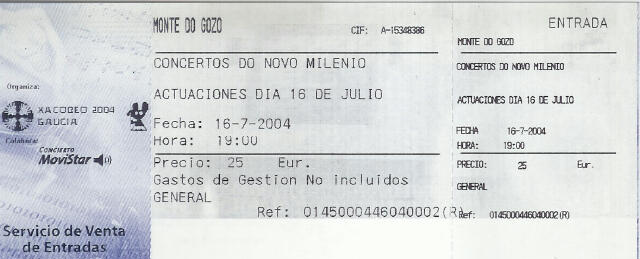 Organiza:
XACOBEO 2004
GALICIA
Colabora:
CONCIERTO
MoviStar
Servicio de Venta
de Entradas
MONTE DO GOZO
CIF: A-15348386
CONCERTOS DO NOVO MILENIO
ACTUACIONES DIA 16 DE JULIO
Fecha: 16-7-2004
Hora: 19:00
Precio: 25 Eur.
Gastos de Gestion No incluidos
GENERAL
Ref: 0145000446040002(R)
ENTRADA
MONTE DO GOZO
CONCERTOS DO NOVO MILENIO
ACTUACIONES DIA 16 DE JULIO
FECHA 16-7-2004
HORA: 19:00
PRECIO: 25 Eur.
GENERAL
Ref: 0145000446040002(R)